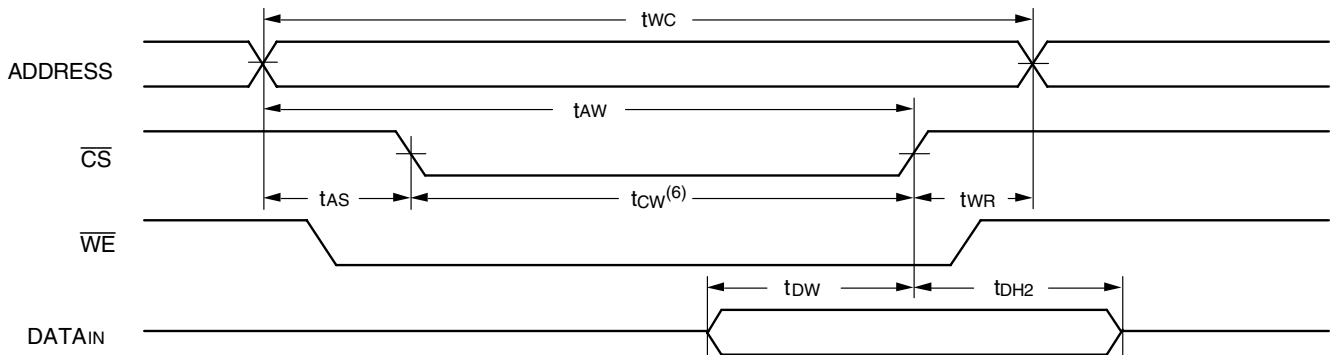 tWC
ADDRESS
tAW
CS
tAS
tCW(6)
tWR
WE
tDW
tDH2
DATAIN